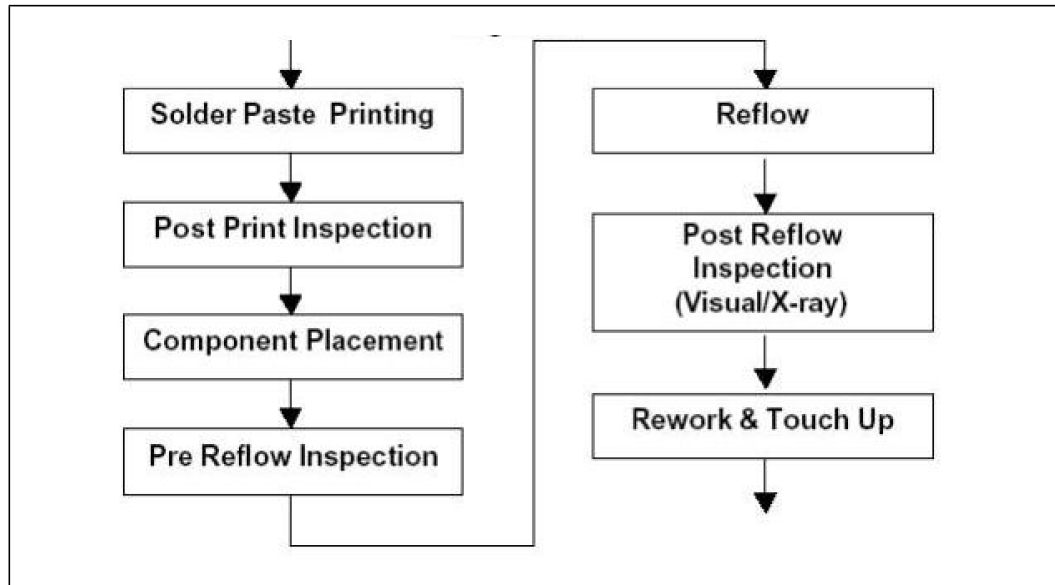 Solder Paste Printing
Post Print Inspection
Component Placement
Pre Reflow Inspection
Reflow
Post Reflow
Inspection
(Visual/X-ray)
Rework & Touch Up